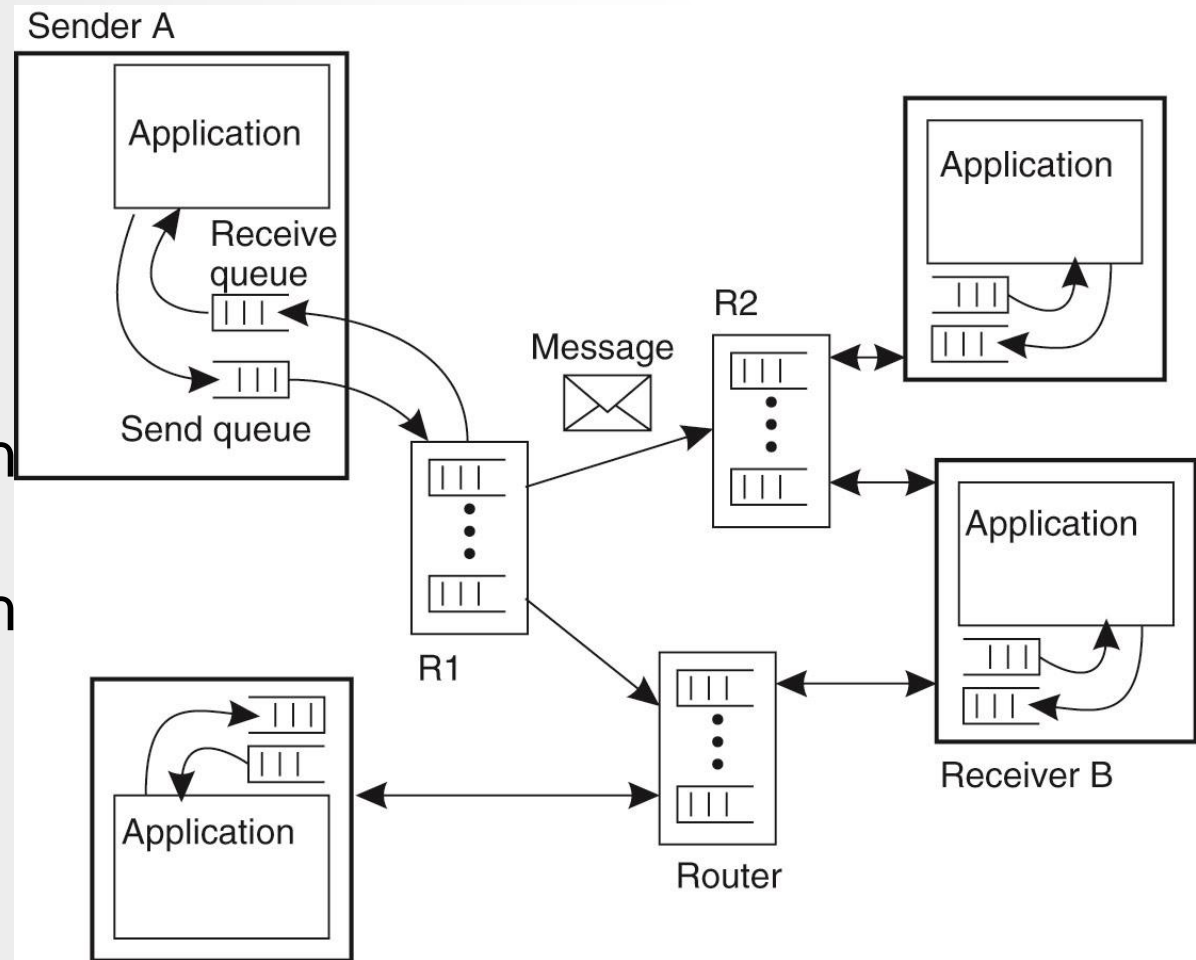 Sender A
Application
Receive
queue
Send queue
Message
R2
Application
R1
Application
Receiver B
Application
Router
n
n